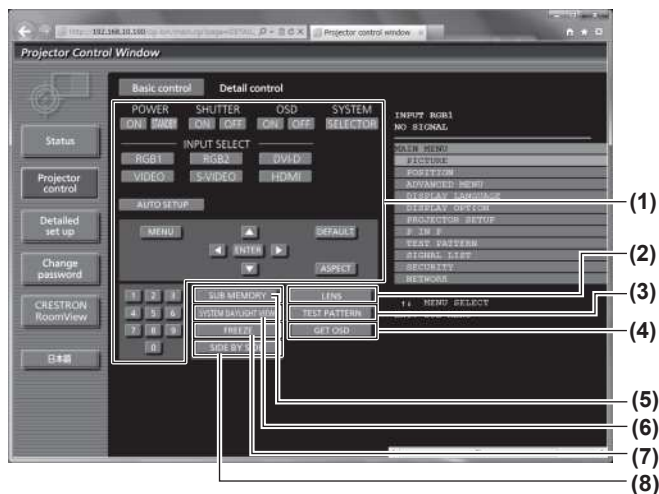 192.168.10.100
Projector control window
Projector Control Window
Basic control Detail control
POWER SHUTTER OSD SYSTEM
ON STANDBY ON OFF ON OFF SELECTOR
INPUT SELECT
RGB1 RGB2 DVI-D
VIDEO S-VIDEO HDMI
AUTO SETUP
MENU DEFAULT
ENTER
ASPECT
1 2 3
4 5 6
7 8 9
0
SUB MEMORY LENS
SYSTEM DAYLIGHT VIEW TEST PATTERN
FREEZE GET OSD
SIDE BY SIDE
Status
Projector
control
Detailed
set up
Change
password
CRESTRON
RoomView
日本語
INPUT RGB1
NO SIGNAL
MAIN MENU
PICTURE
POSITION
ADVANCED MENU
DISPLAY LANGUAGE
DISPLAY OPTION
PROJECTOR SETUP
P IN P
TEST PATTERN
SIGNAL LIST
SECURITY
NETWORK
MENU SELECT
(1)
(2)
(3)
(4)
(5)
(6)
(7)
(8)